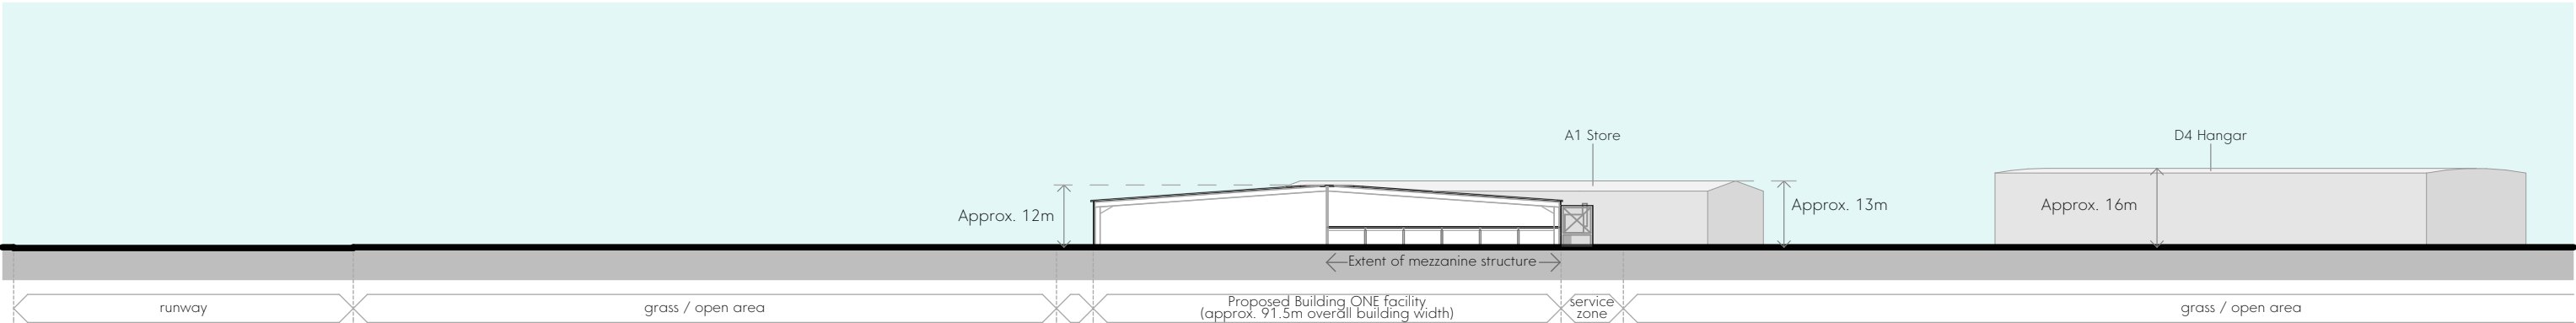 A1 Store
D4 Hangar
Approx. 12m
Approx. 13m
Approx. 16m
Extent of mezzanine structure
runway
grass / open area
Proposed Building ONE facility
(approx. 91.5m overall building width)
service
zone
grass / open area